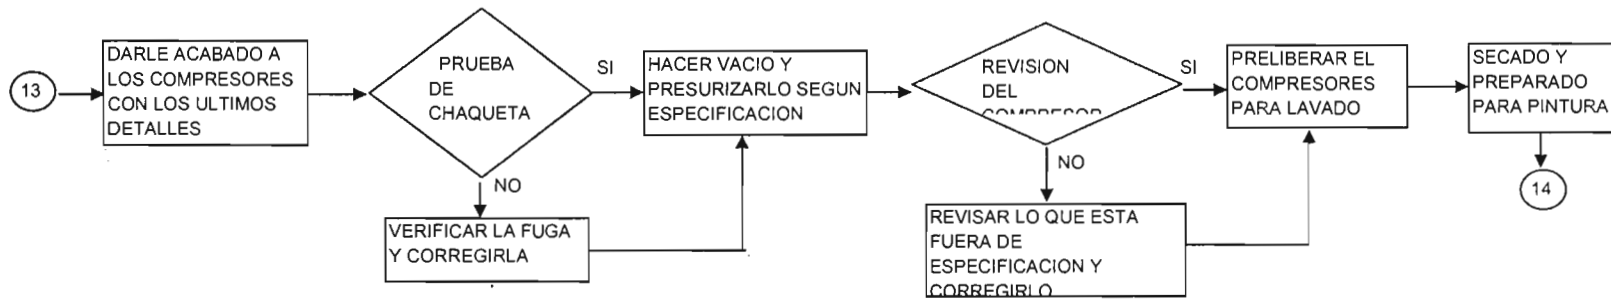 13
DARLE ACABADO A
LOS COMPRESORES
CON LOS ULTIMOS
DETALLES
PRUEBA
DE
CHAQUETA
SI
NO
VERIFICAR LA FUGA
Y CORREGIRLA
HACER VACIO Y
PRESURIZARLO SEGUN
ESPECIFICACION
REVISION
DEL
COMPRESOR
SI
NO
REVISAR LO QUE ESTA
FUERA DE
ESPECIFICACION Y
CORREGIRLO
PRELIBERAR EL
COMPRESORES
PARA LAVADO
SECADO Y
PREPARADO
PARA PINTURA
14